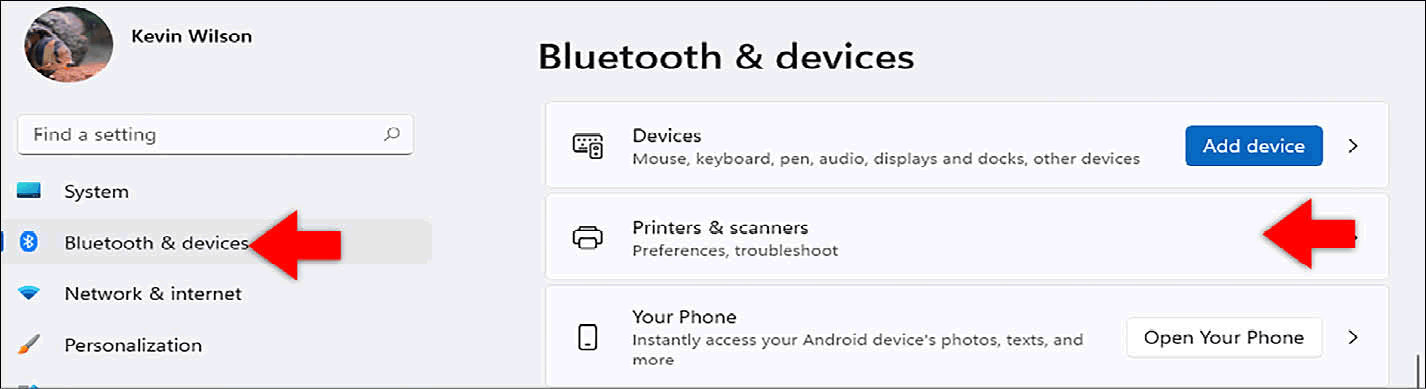 Kevin Wilson
Find a setting
System
Bluetooth & devices
Network & internet
Personalization
Bluetooth & devices
Devices
Mouse, keyboard, pen, audio, displays and docks, other devices
Add device
Printers & scanners
Preferences, troubleshoot
Your Phone
Instantly access your Android device's photos, texts, and
more
Open Your Phone